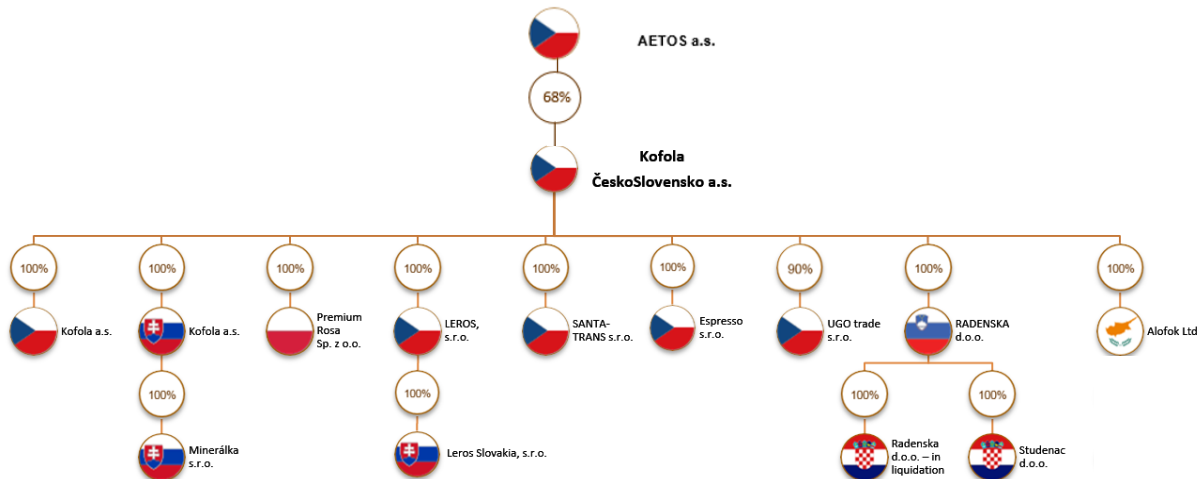 AETOS a.s.
68%
Kofola
ČeskoSlovensko a.s.
100%
100%
100%
100%
100%
100%
90%
100%
100%
Kofola a.s.
Kofola a.s.
Premium
Rosa
Sp. z o.o.
LEROS,
s.r.o.
SANTA-
TRANS s.r.o.
Espresso
s.r.o.
UGO trade
s.r.o.
RADENSKA
d.o.o.
Alofok Ltd
100%
100%
100%
100%
Minerálka
s.r.o.
Leros Slovakia, s.r.o.
Radenska
d.o.o. – in
liquidation
Studenac
d.o.o.